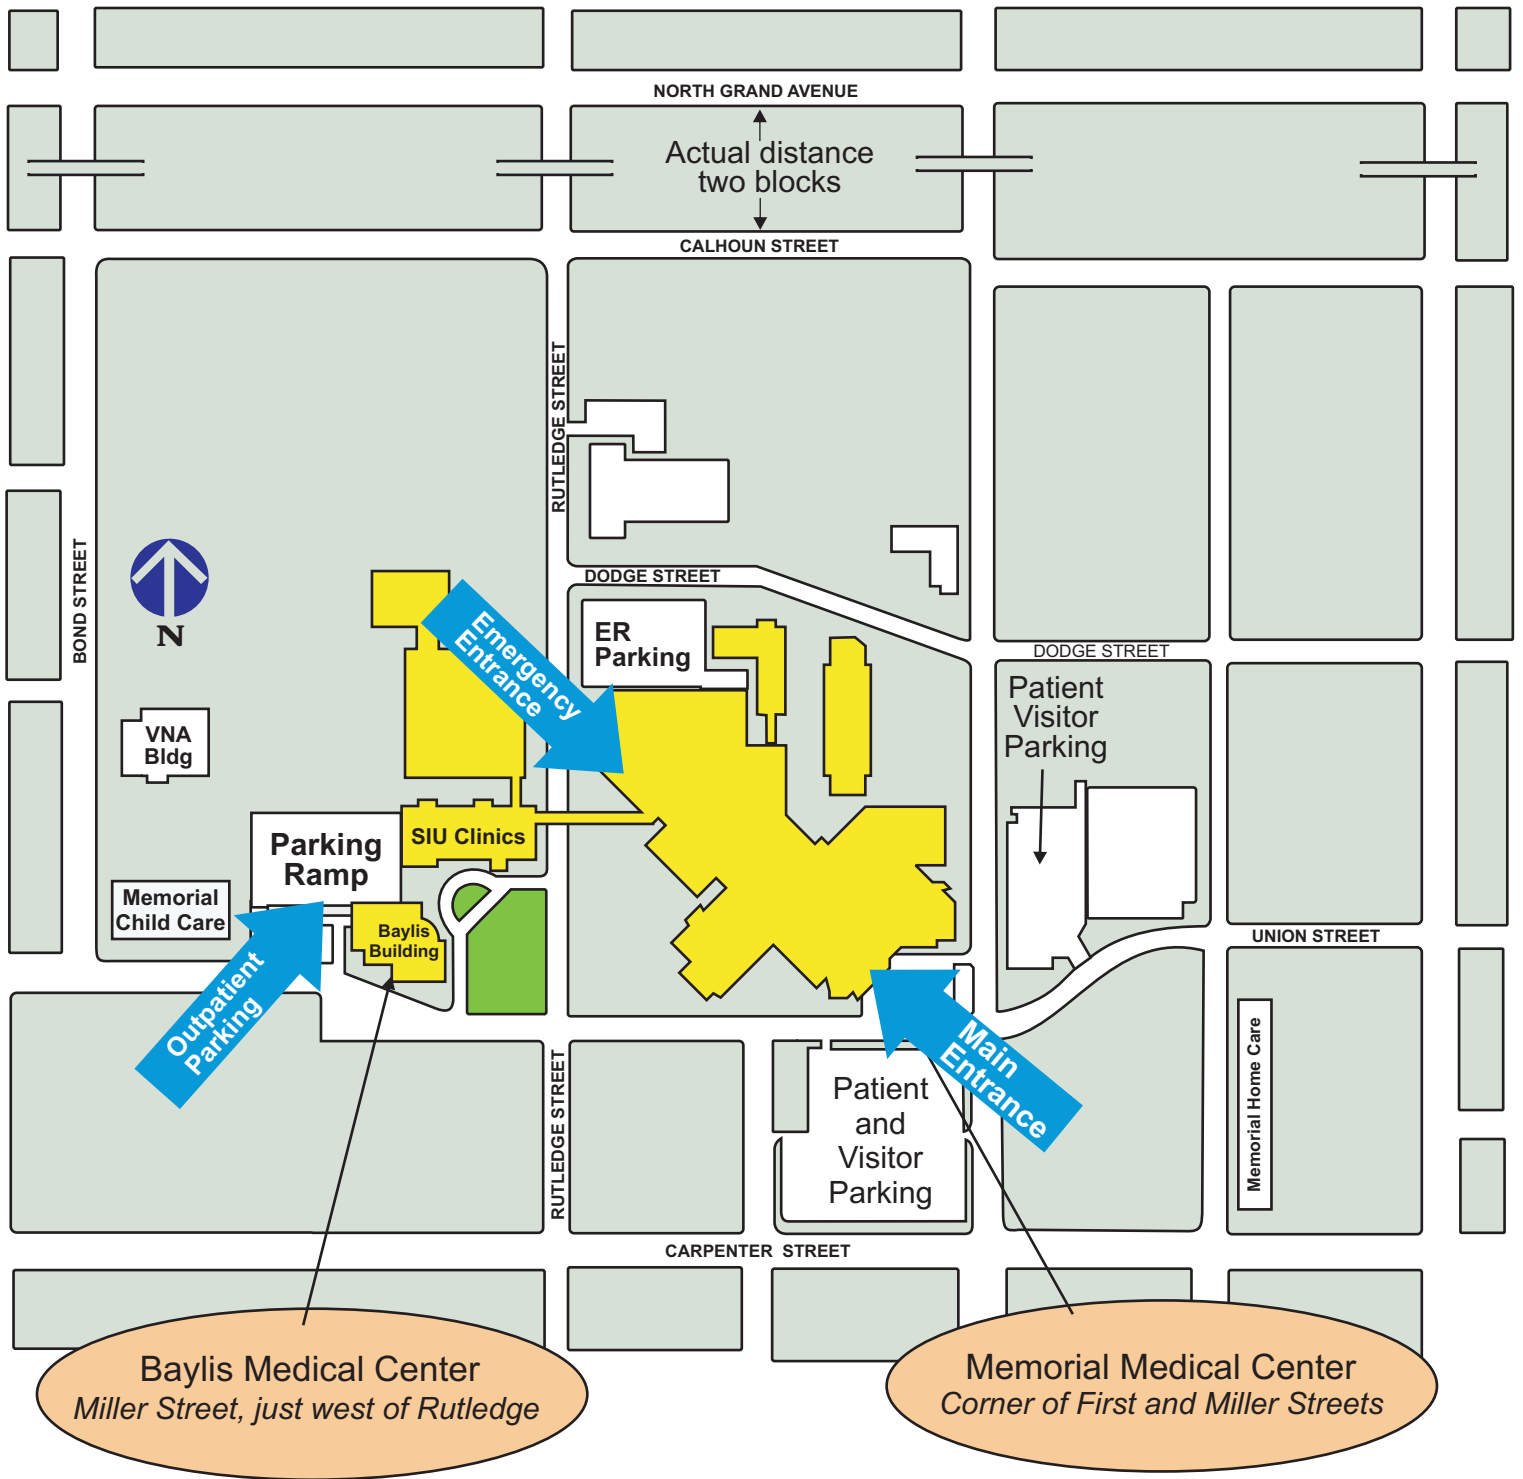 NORTH GRAND AVENUE
Actual distance
two blocks
CALHOUN STREET
RUTLEDGE STREET
BOND STREET
N
DODGE STREET
Emergency
Entrance
ER
Parking
DODGE STREET
Patient
Visitor
Parking
VNA
Bldg
SIU Clinics
Parking
Ramp
Memorial
Child Care
Baylis
Building
UNION STREET
Outpatient
Parking
Main
Entrance
Memorial Home Care
RUTLEDGE STREET
Patient
and
Visitor
Parking
CARPENTER STREET
Baylis Medical Center
Miller Street, just west of Rutledge
Memorial Medical Center
Corner of First and Miller Streets